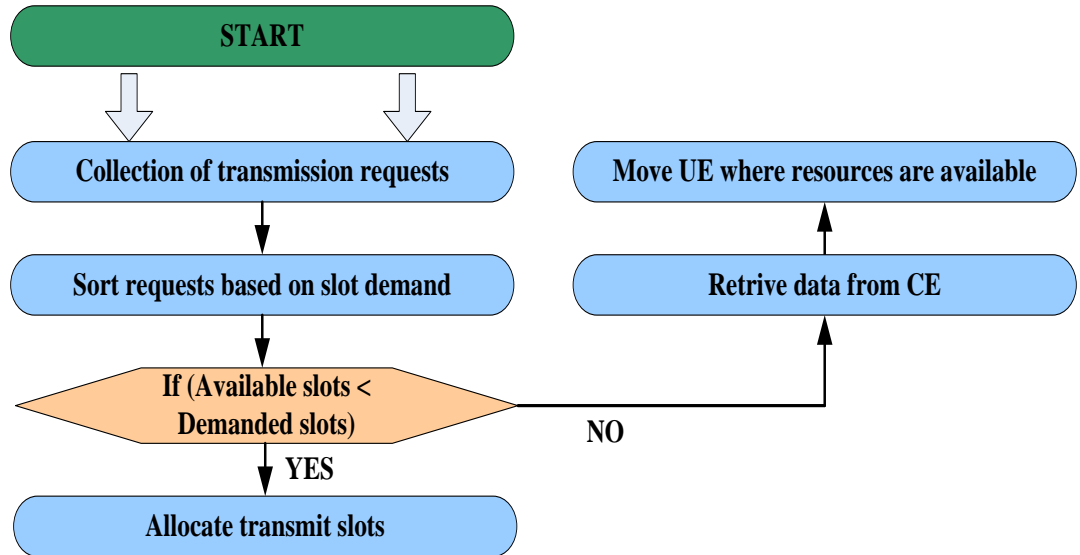 START
Collection of transmission requests
Move UE where resources are available
Sort requests based on slot demand
Retrive data from CE
If (Available slots <
Demanded slots)
NO
YES
Allocate transmit slots